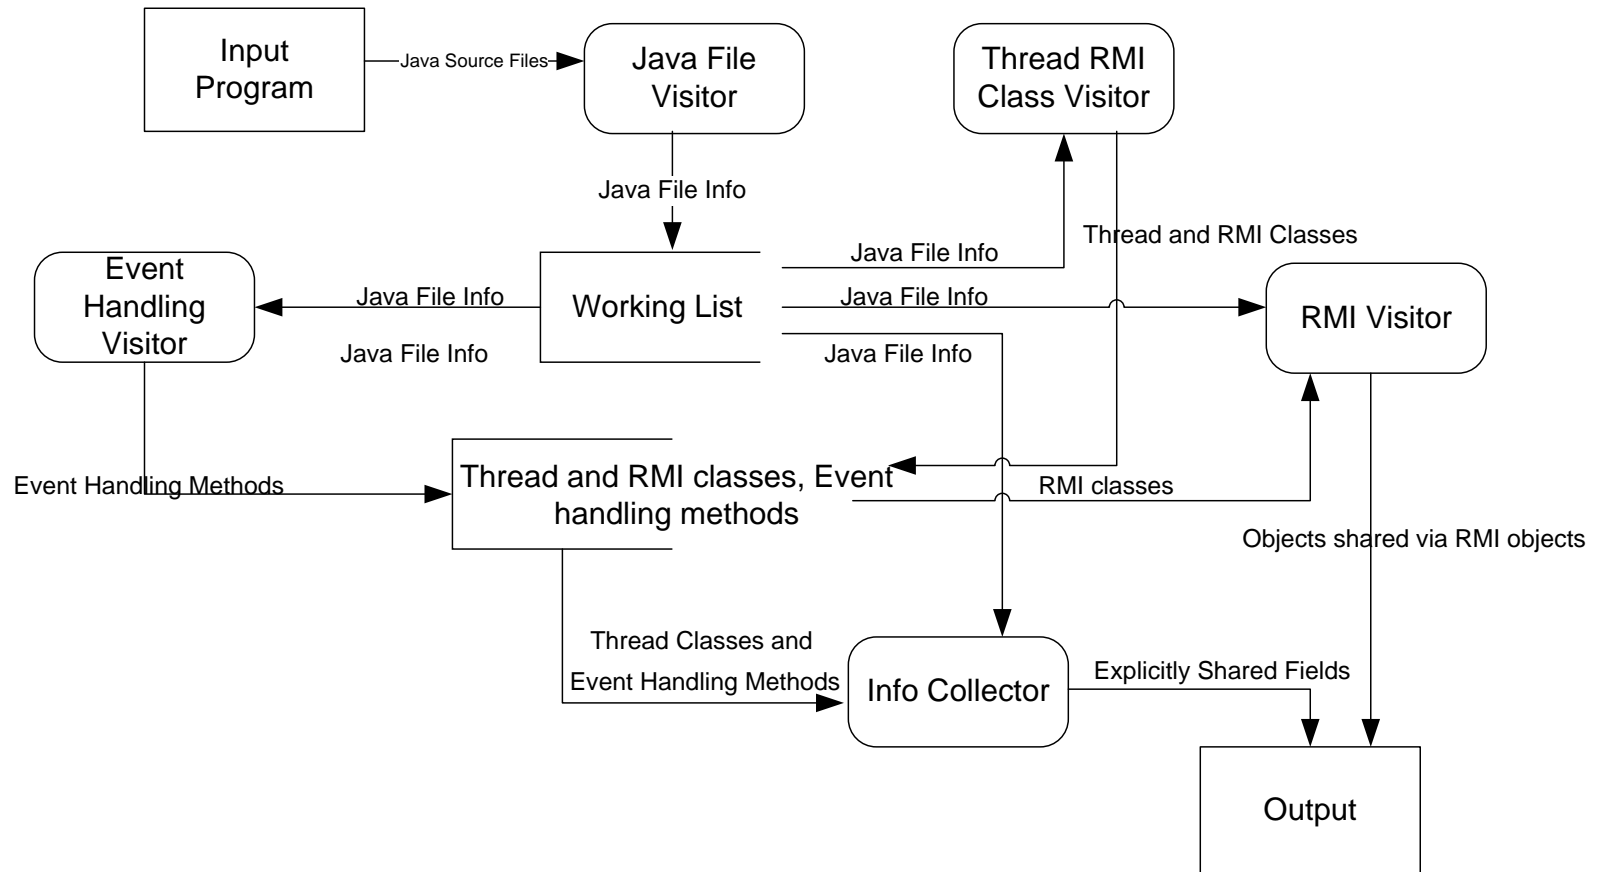 Input
Program
Java Source Files
Java File
Visitor
Thread RMI
Class Visitor
Java File Info
Thread and RMI Classes
Event
Handling
Visitor
Java File Info
Java File Info
Working List
Java File Info
Java File Info
Java File Info
RMI Visitor
Event Handling Methods
Thread and RMI classes, Event
handling methods
RMI classes
Objects shared via RMI objects
Thread Classes and
Event Handling Methods
Info Collector
Explicitly Shared Fields
Output